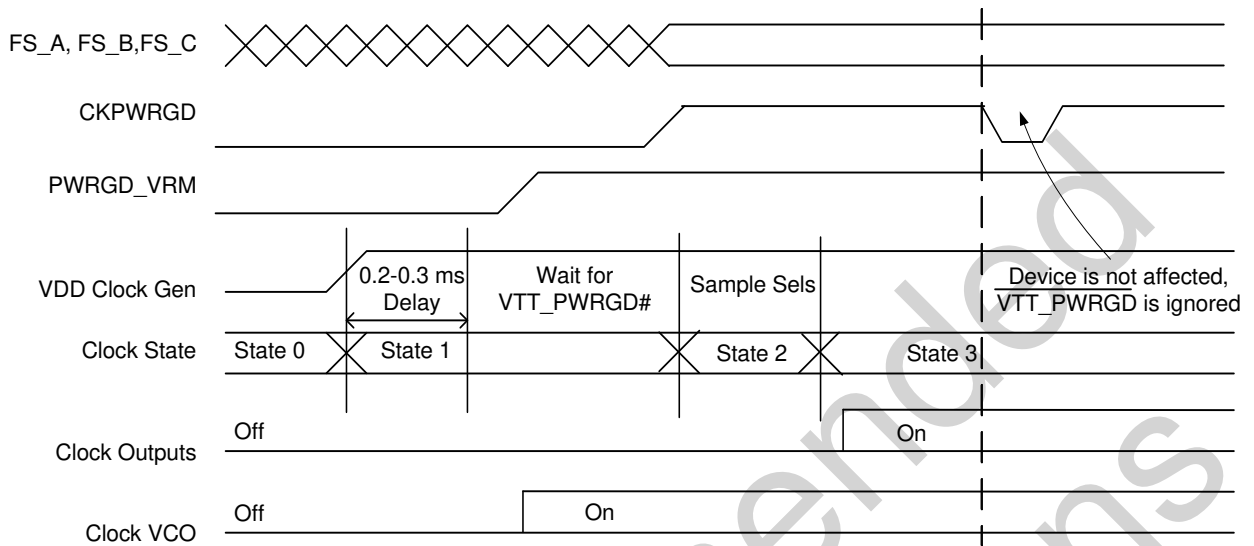 FS_A, FS_B,FS_C
CKPWRGD
PWRGD_VRM
VDD Clock Gen
0.2-0.3 ms
Delay
Wait for
VTT_PWRGD#
Sample Sels
Device is not affected,
VTT_PWRGD is ignored
Clock State
State 0
State 1
State 2
State 3
Clock Outputs
Off
On
Clock VCO
Off
On